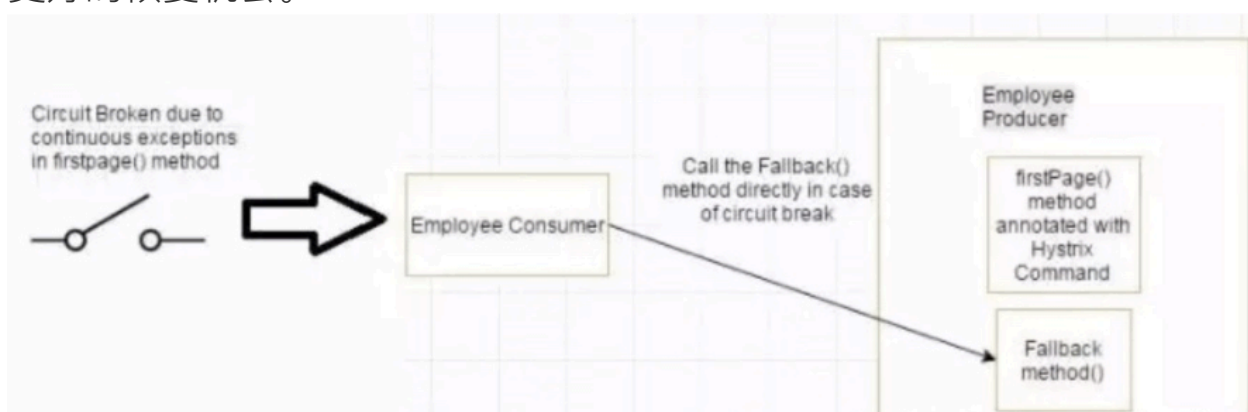 Circuit Broken due to
continuous exceptions
in firstpage() method
Employee Consumer
Call the Fallback()
method directly in case
of circuit break
Employee
Producer
firstPage()
method
annotated with
Hystrix
Command
Fallback
method()